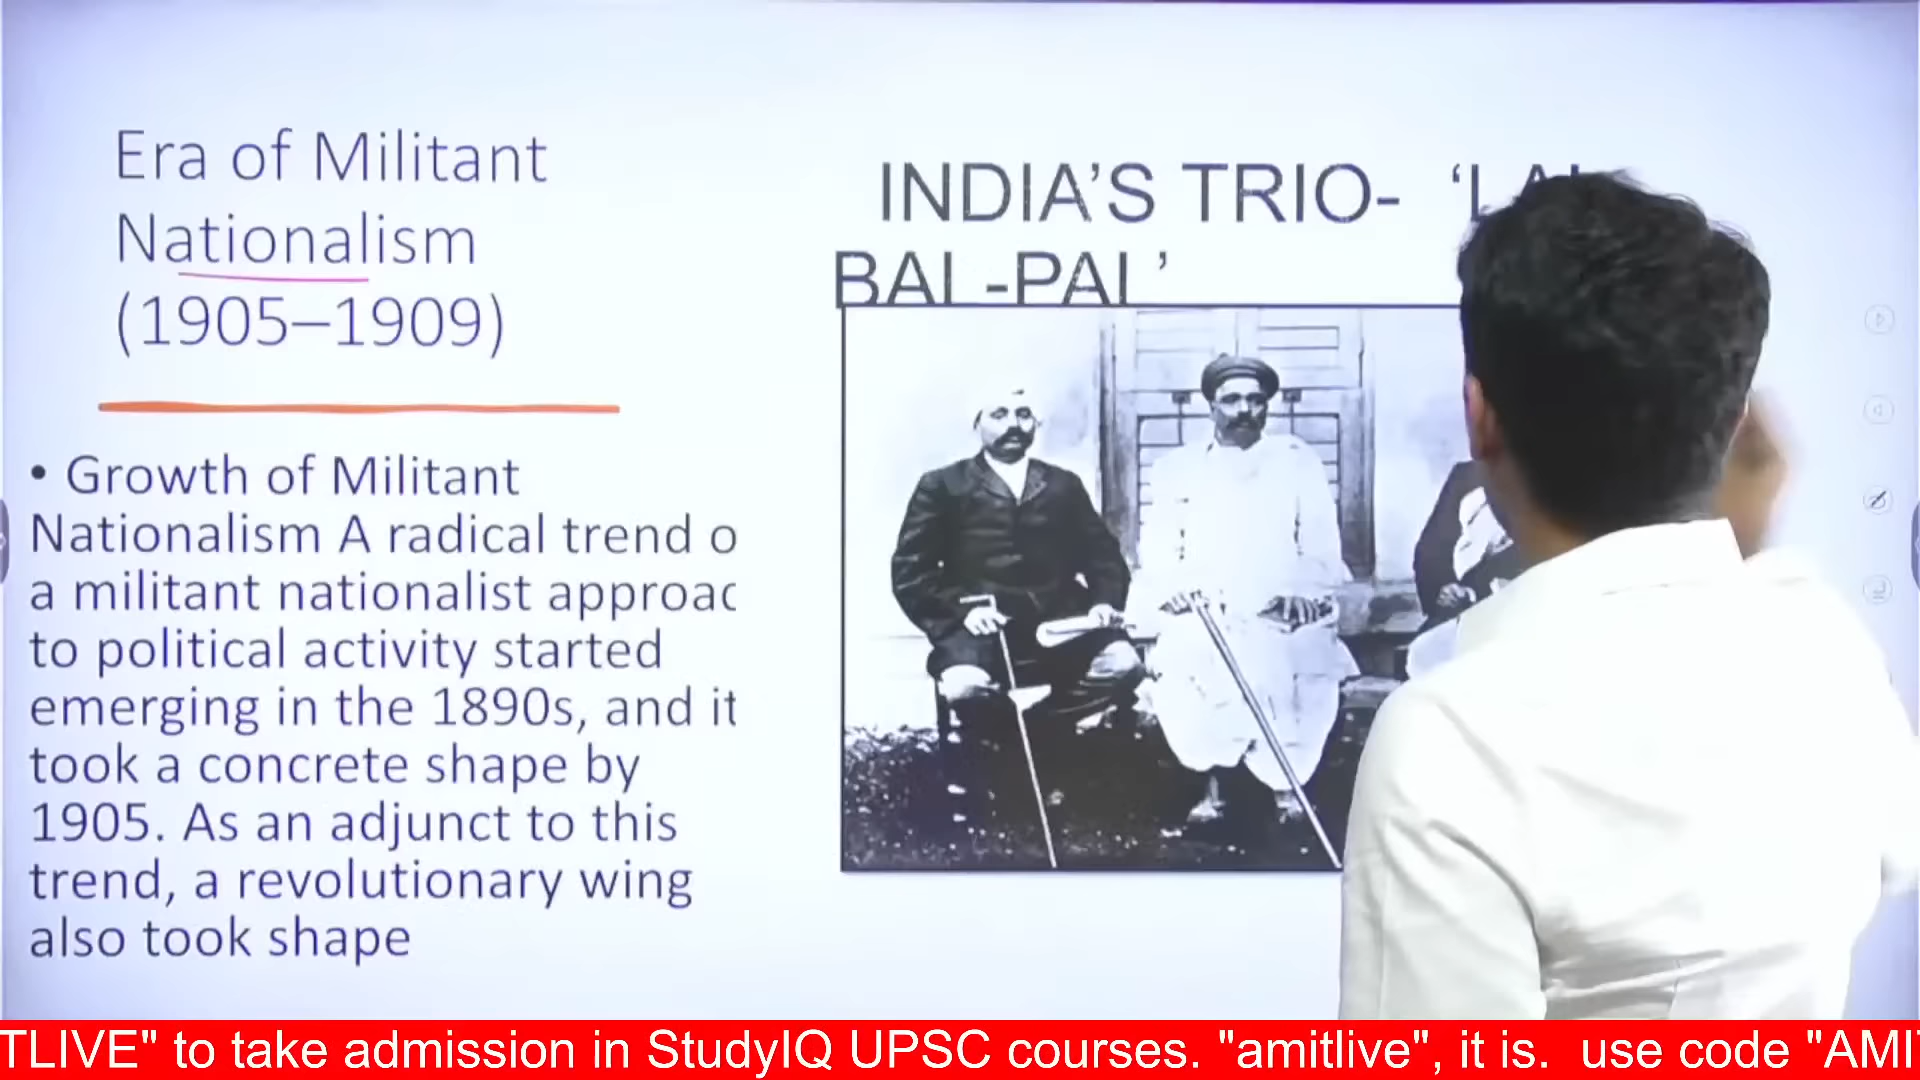 Era of Militant
Nationalism
(1905–1909)
• Growth of Militant
Nationalism A radical trend o
a militant nationalist approac
to political activity started
emerging in the 1890s, and it
took a concrete shape by
1905. As an adjunct to this
trend, a revolutionary wing
also took shape
INDIA'S TRIO- ‘LAL
BAL-PAL’
TLIVE" to take admission in StudyIQ UPSC courses. "amitlive", it is. use code "AMI